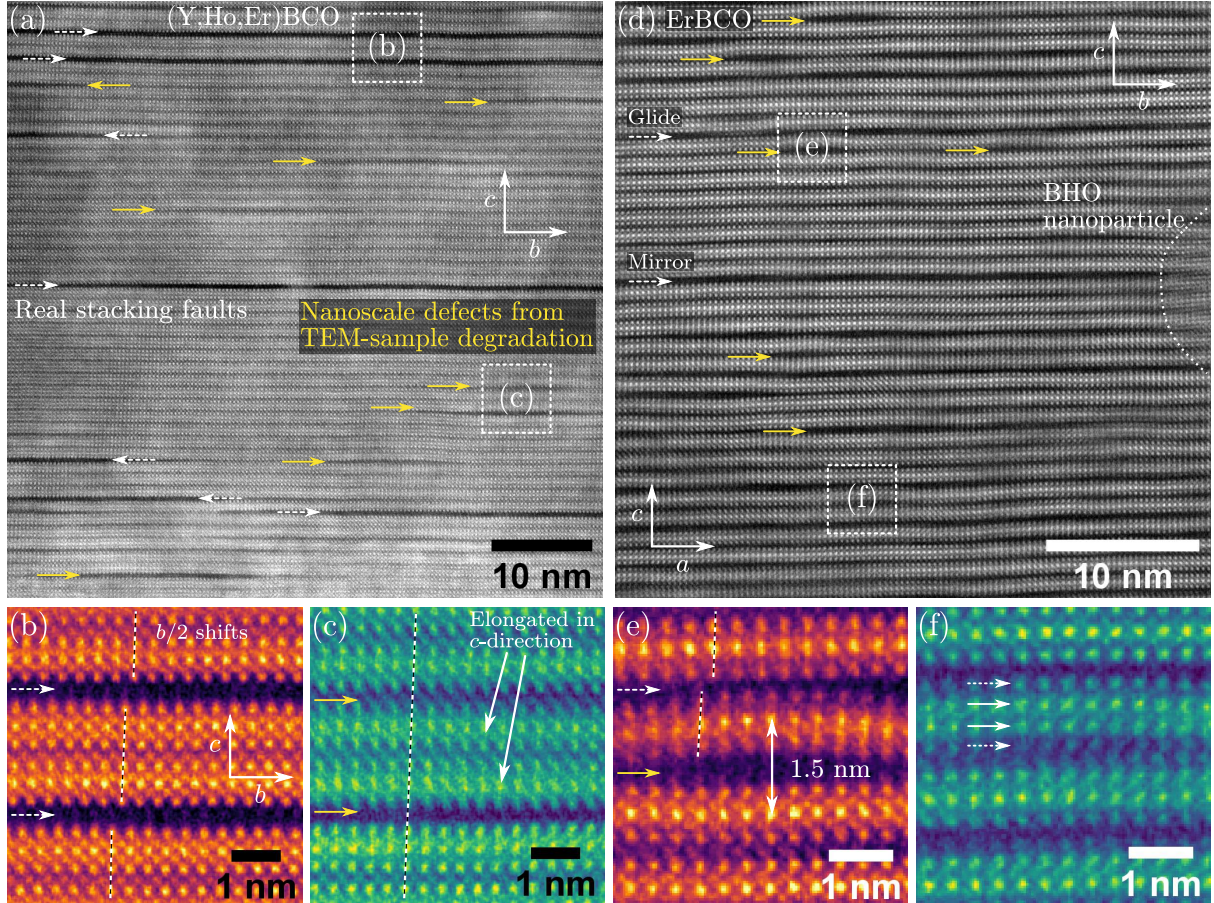 (a)
(Y,Ho,Er)BCO
(b)
c
b
Real stacking faults
Nanoscale defects from
TEM-sample degradation
(c)
10 nm
(d)
ErBCO
c
b
Glide
(e)
BHO
nanoparticle
Mirror
(f)
c
a
10 nm
(b)
b/2 shifts
c
b
1 nm
(c)
Elongated in
c-direction
1 nm
(e)
1.5 nm
1 nm
(f)
1 nm